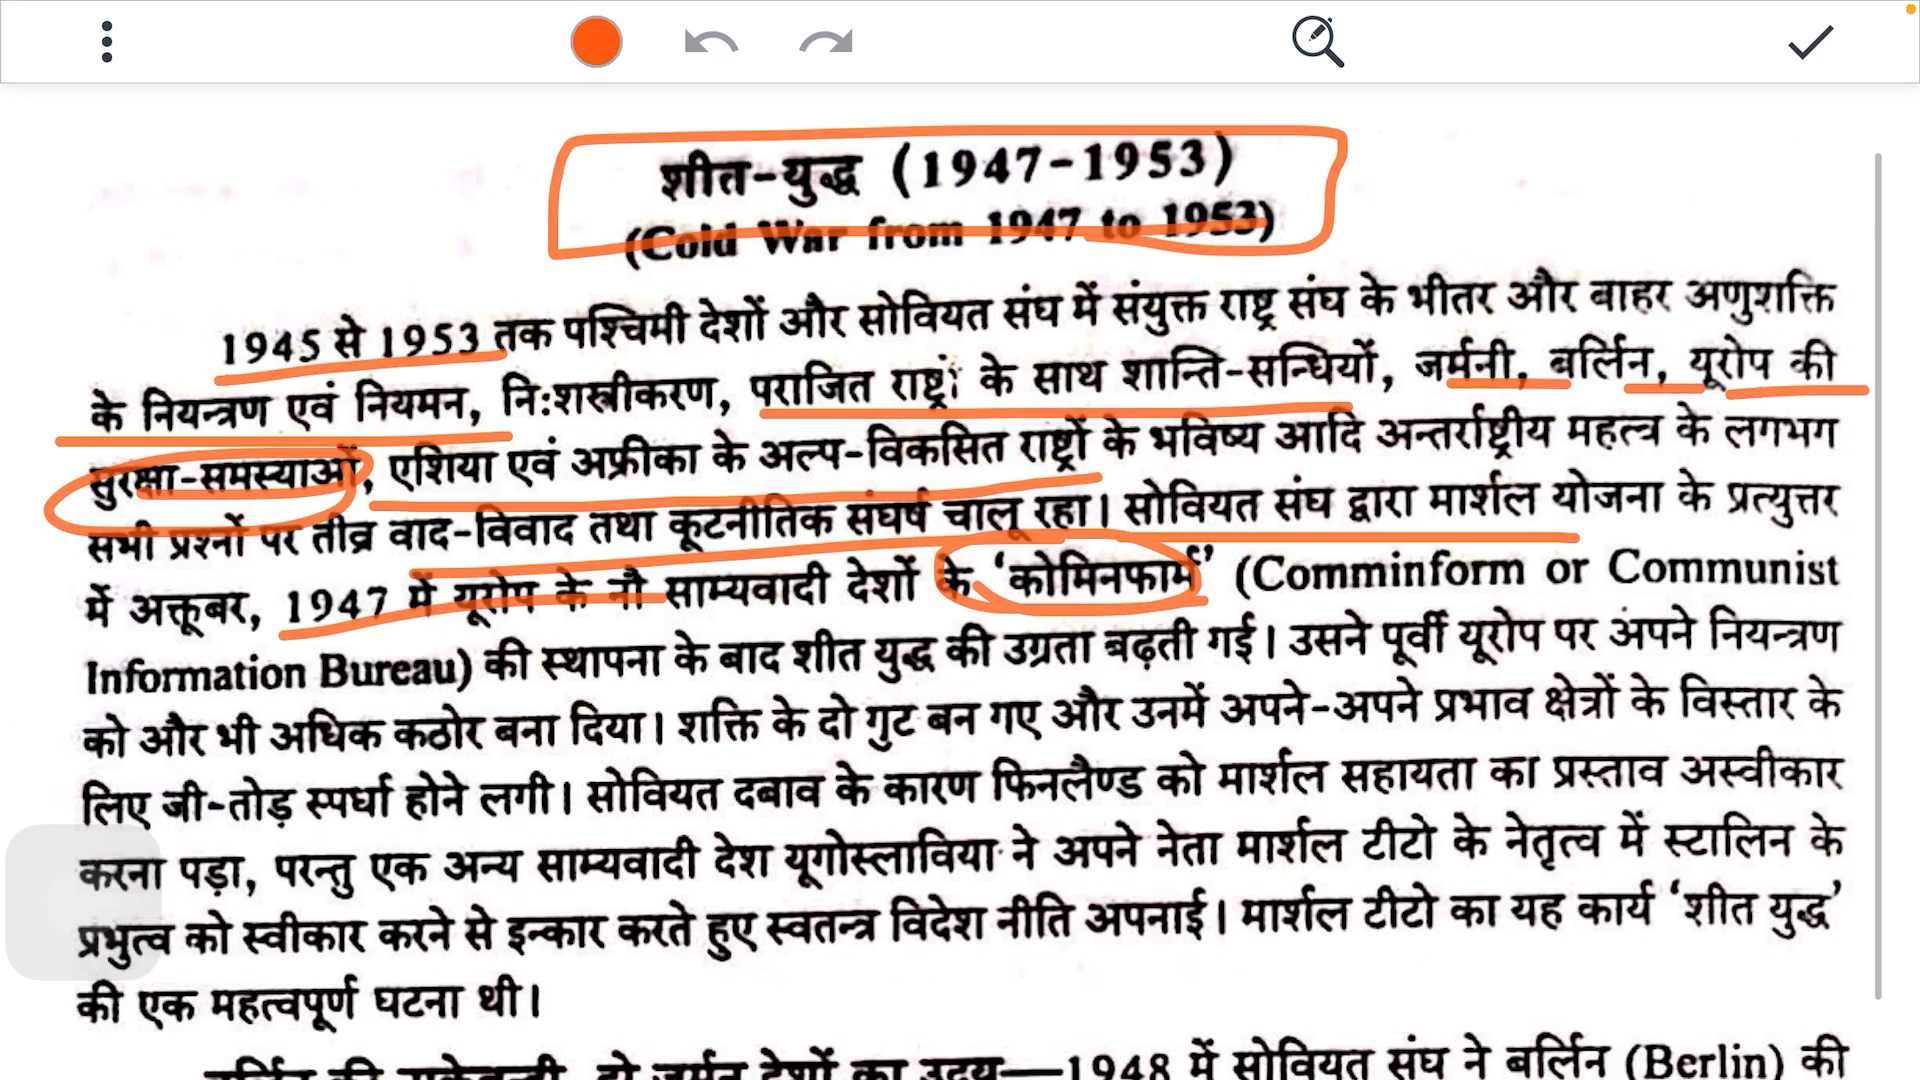 शीत-युद्ध (1947-1953)
(Cold War from 1947 to 1953)
1945 से 1953 तक पश्चिमी देशों और सोवियत संघ में संयुक्त राष्ट्र संघ के भीतर और बाहर अणुशक्ति
के नियन्त्रण एवं नियमन, नि:शस्त्रीकरण, पराजित राष्ट्रों के साथ शान्ति-सन्धियों, जर्मनी, बर्लिन, यूरोप की
सुरक्षा-समस्याओं, एशिया एवं अफ्रीका के अल्प-विकसित राष्ट्रों के भविष्य आदि अन्तर्राष्ट्रीय महत्व के लगभग
सभी प्रश्नों पर तीव्र वाद-विवाद तथा कूटनीतिक संघर्ष चालू रहा। सोवियत संघ द्वारा मार्शल योजना के प्रत्युत्तर
में अक्तूबर, 1947 में यूरोप के नौ साम्यवादी देशों के ‘कोमिनफार्म’ (Comminform or Communist
Information Bureau) की स्थापना के बाद शीत युद्ध की उग्रता बढ़ती गई। उसने पूर्वी यूरोप पर अपने नियन्त्रण
को और भी अधिक कठोर बना दिया। शक्ति के दो गुट बन गए और उनमें अपने-अपने प्रभाव क्षेत्रों के विस्तार के
लिए जी-तोड़ स्पर्धा होने लगी। सोवियत दबाव के कारण फिनलैण्ड को मार्शल सहायता का प्रस्ताव अस्वीकार
करना पड़ा, परन्तु एक अन्य साम्यवादी देश यूगोस्लाविया ने अपने नेता मार्शल टीटो के नेतृत्व में स्टालिन के
प्रभुत्व को स्वीकार करने से इन्कार करते हुए स्वतन्त्र विदेश नीति अपनाई। मार्शल टीटो का यह कार्य ‘शीत युद्ध’
की एक महत्वपूर्ण घटना थी।
दो जर्मन देशों का उदय—1948 में सोवियत संघ ने बर्लिन (Berlin) की